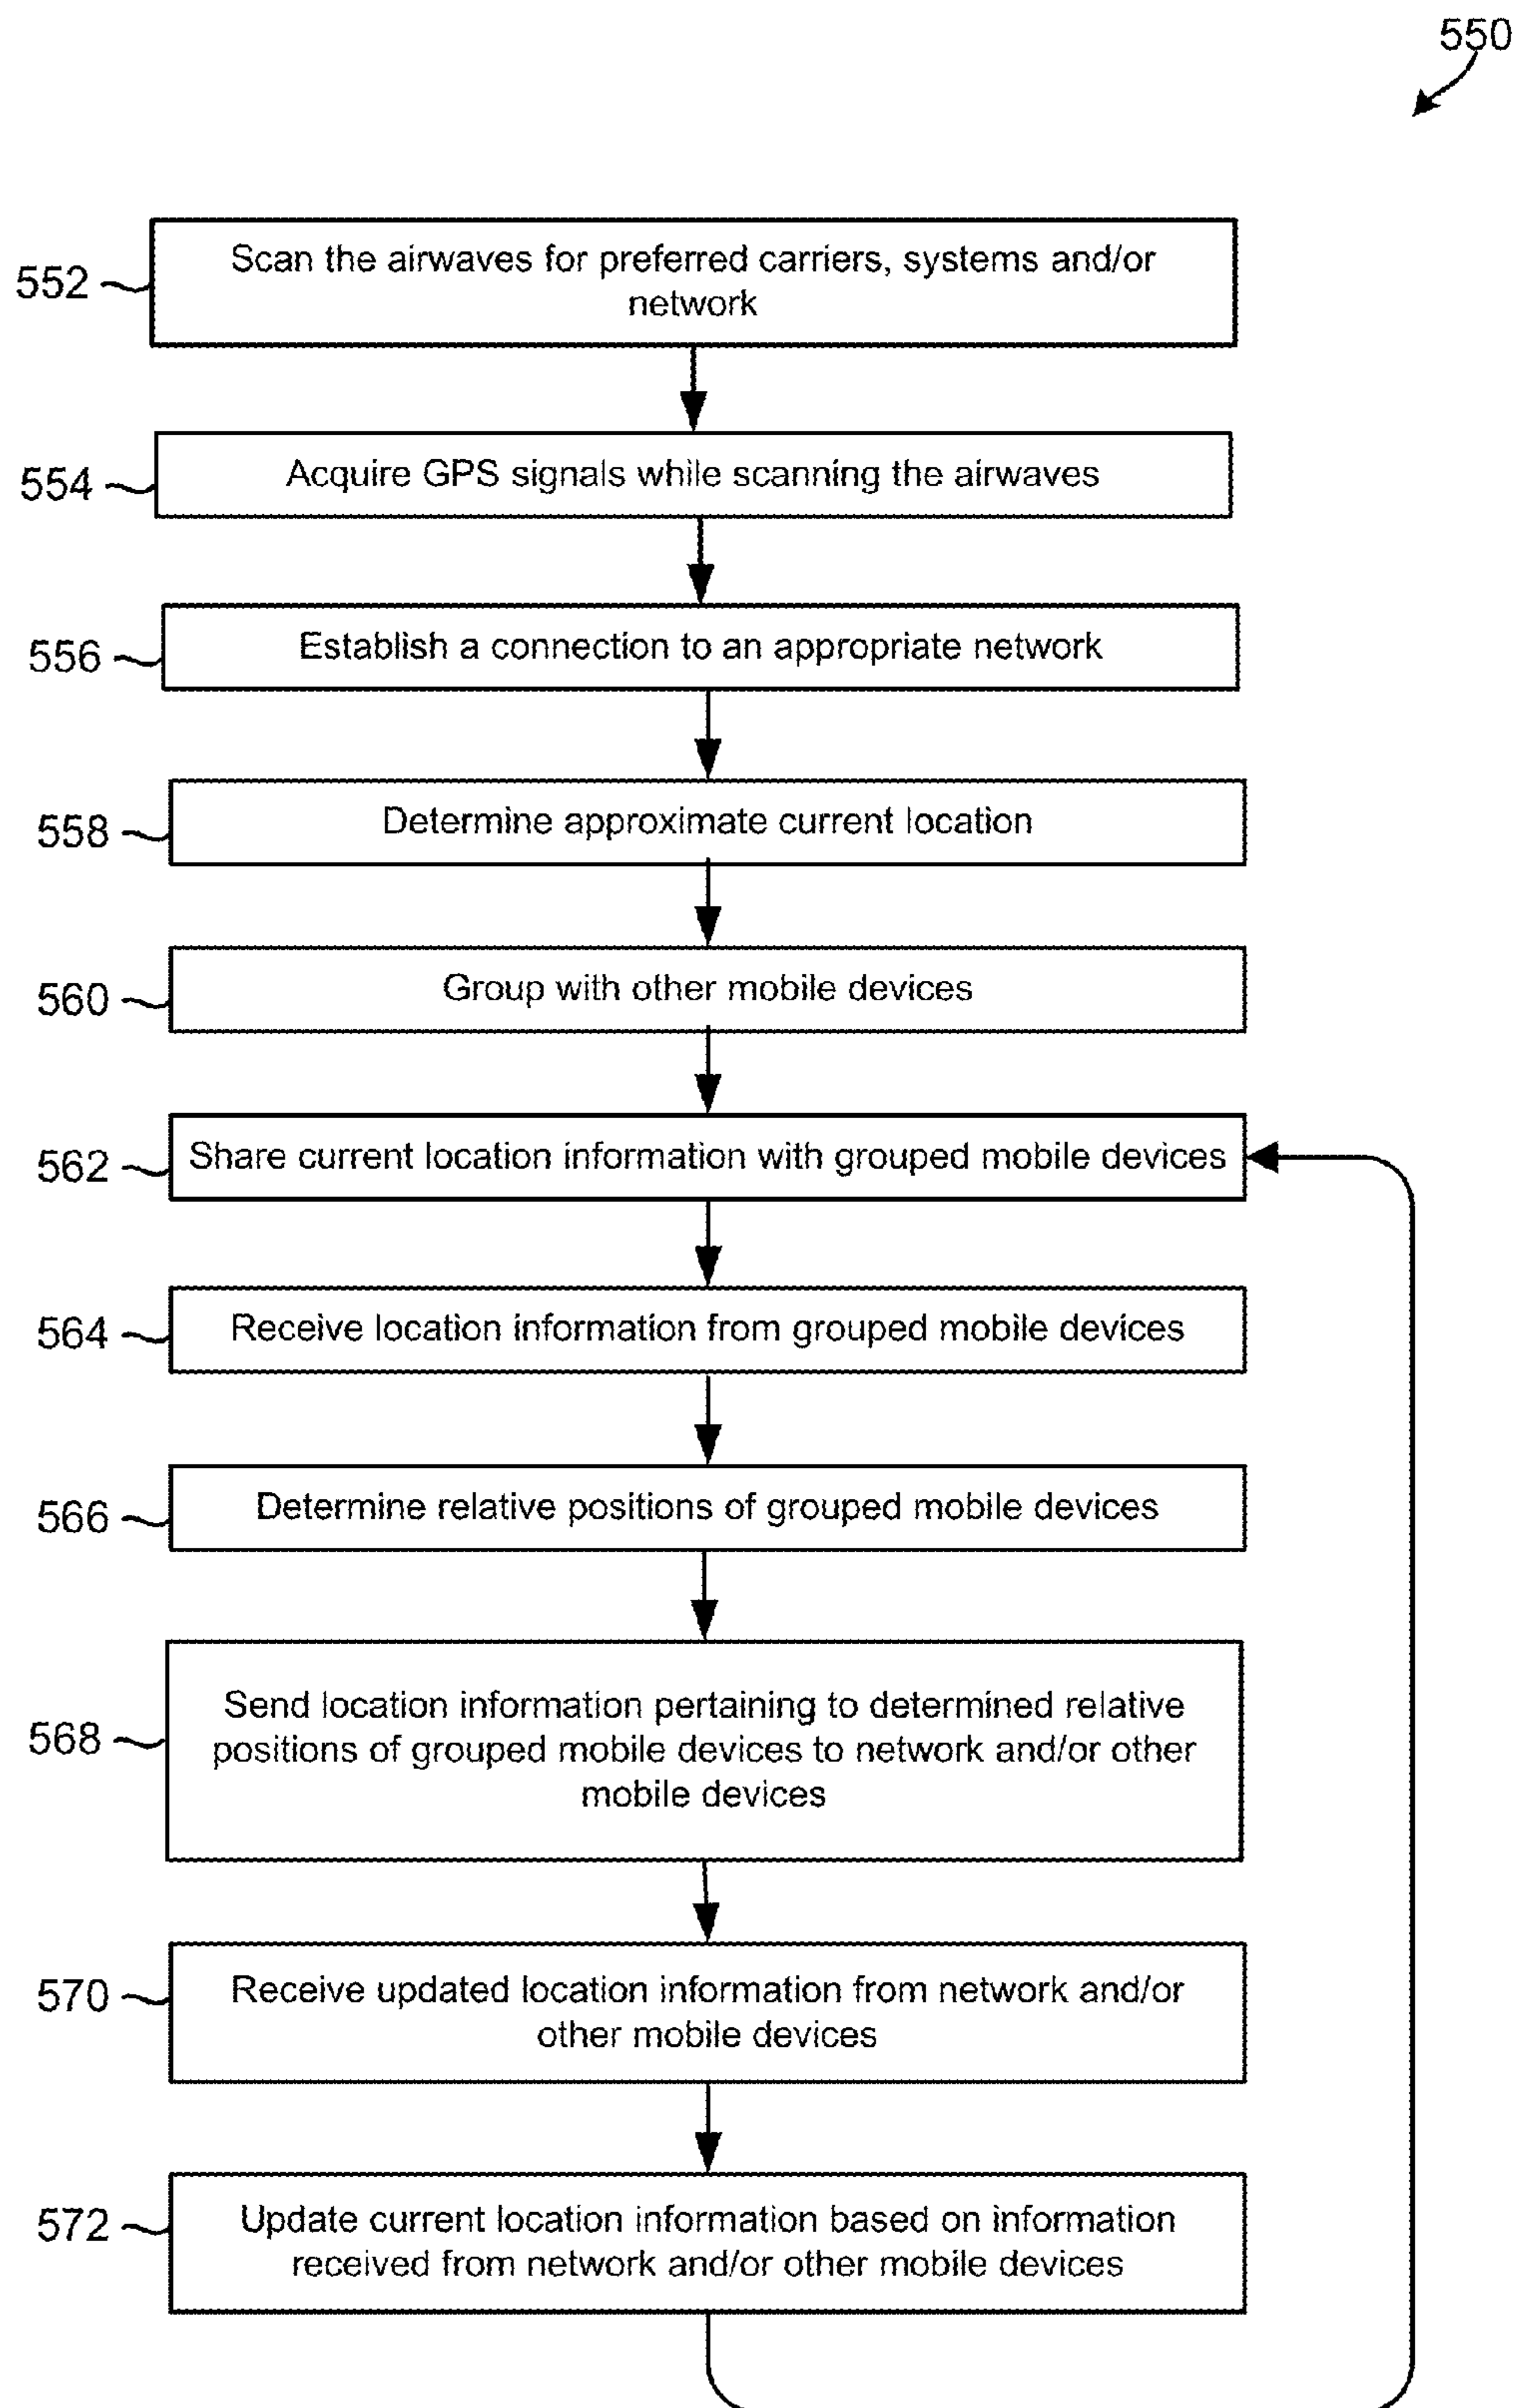 550
552
Scan the airwaves for preferred carriers, systems and/or
network
554
Acquire GPS signals while scanning the airwaves
556
Establish a connection to an appropriate network
558
Determine approximate current location
560
Group with other mobile devices
562
Share current location information with grouped mobile devices
564
Receive location information from grouped mobile devices
566
Determine relative positions of grouped mobile devices
568
Send location information pertaining to determined relative
positions of grouped mobile devices to network and/or other
mobile devices
570
Receive updated location information from network and/or
other mobile devices
572
Update current location information based on information
received from network and/or other mobile devices